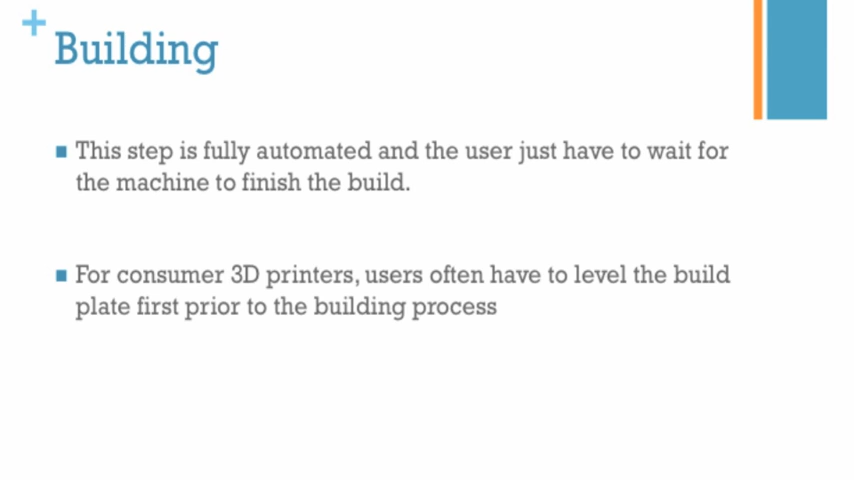 Building
This step is fully automated and the user just have to wait for
the machine to finish the build.
For consumer 3D printers, users often have to level the build
plate first prior to the building process